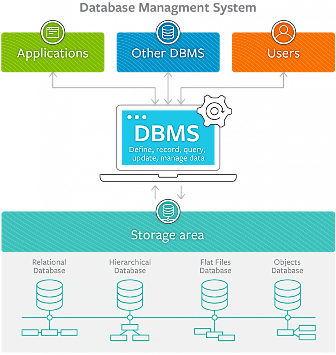 Database Managment System
Applications
Other DBMS
Users
DBMS
Define, record, query,
update, manage data
Storage area
Relational
Database
Hierarchical
Database
Flat Files
Database
Objects
Database